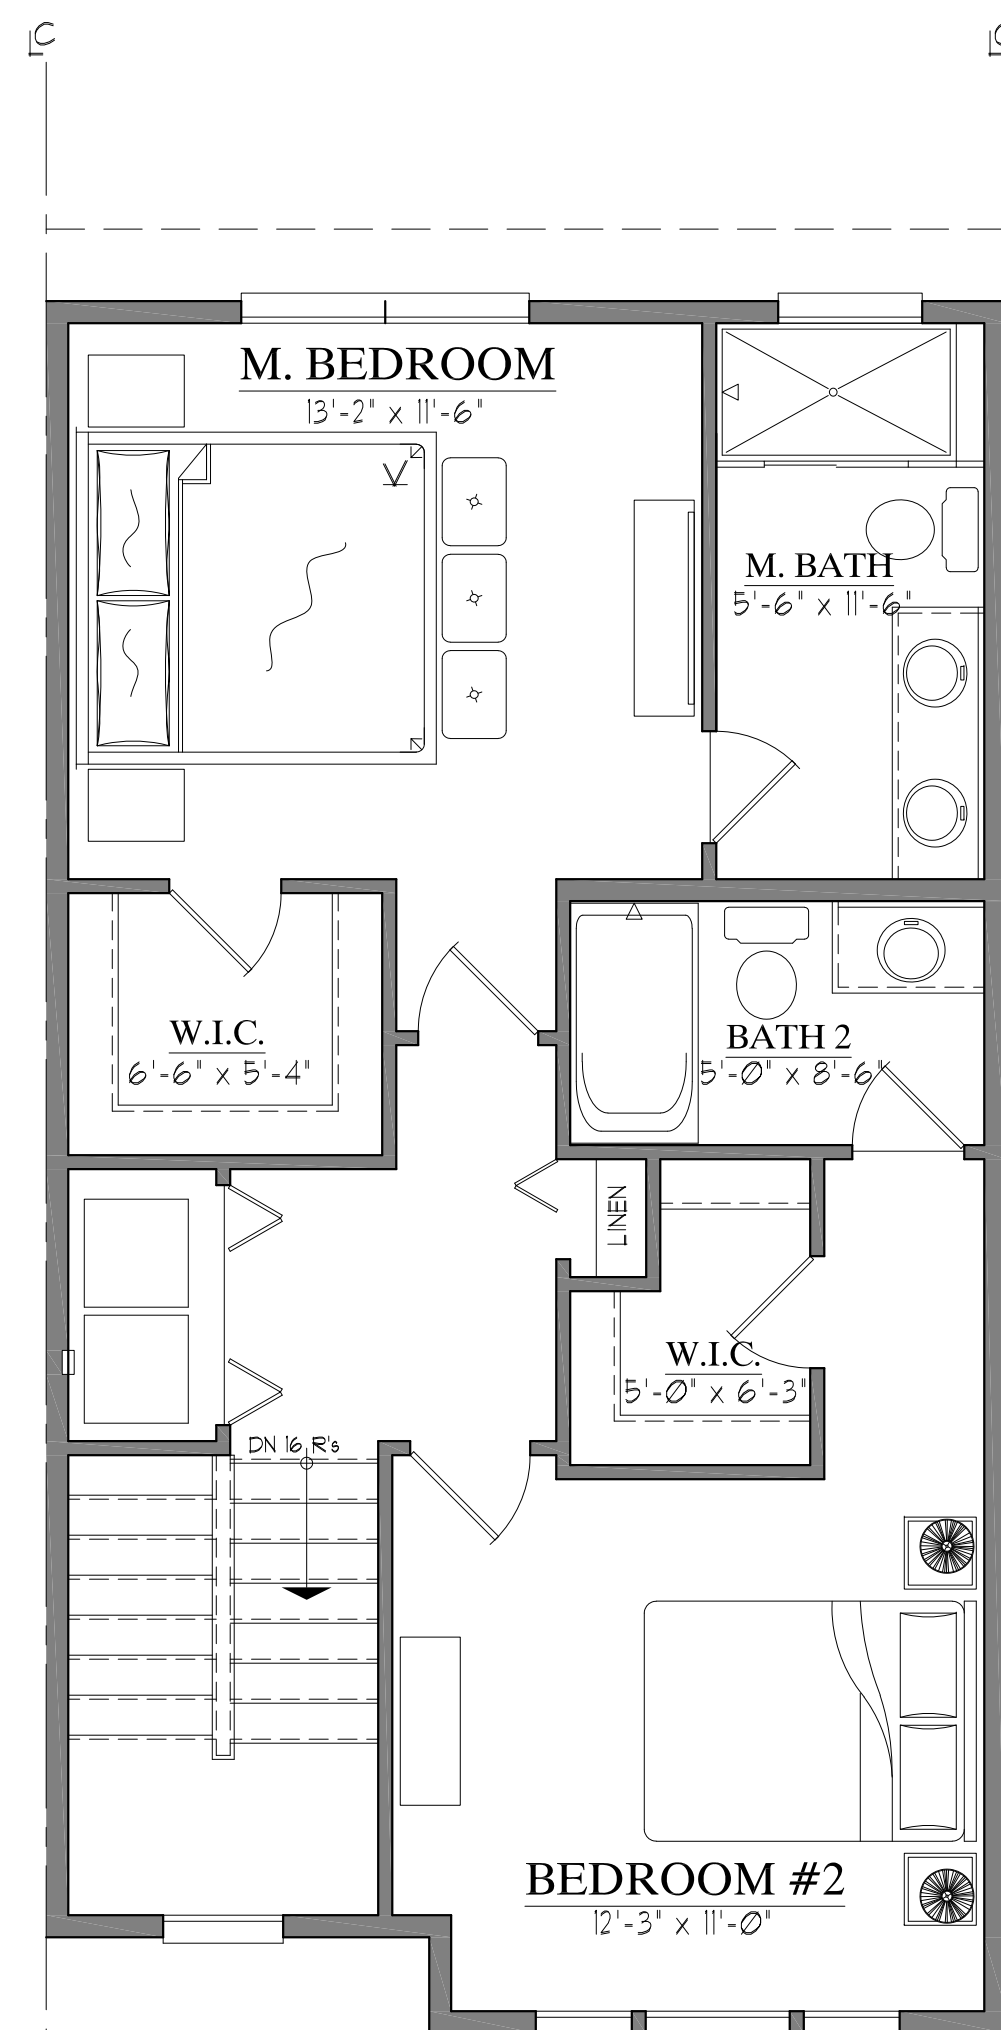 C
M. BEDROOM
13'-2" x 11'-6"
M. BATH
5'-6" x 11'-6"
W.I.C.
6'-6" x 5'-4"
BATH 2
5'-0" x 8'-6"
LINEN
W.I.C.
5'-0" x 6'-3"
DN 16 R's
BEDROOM #2
12'-3" x 11'-0"